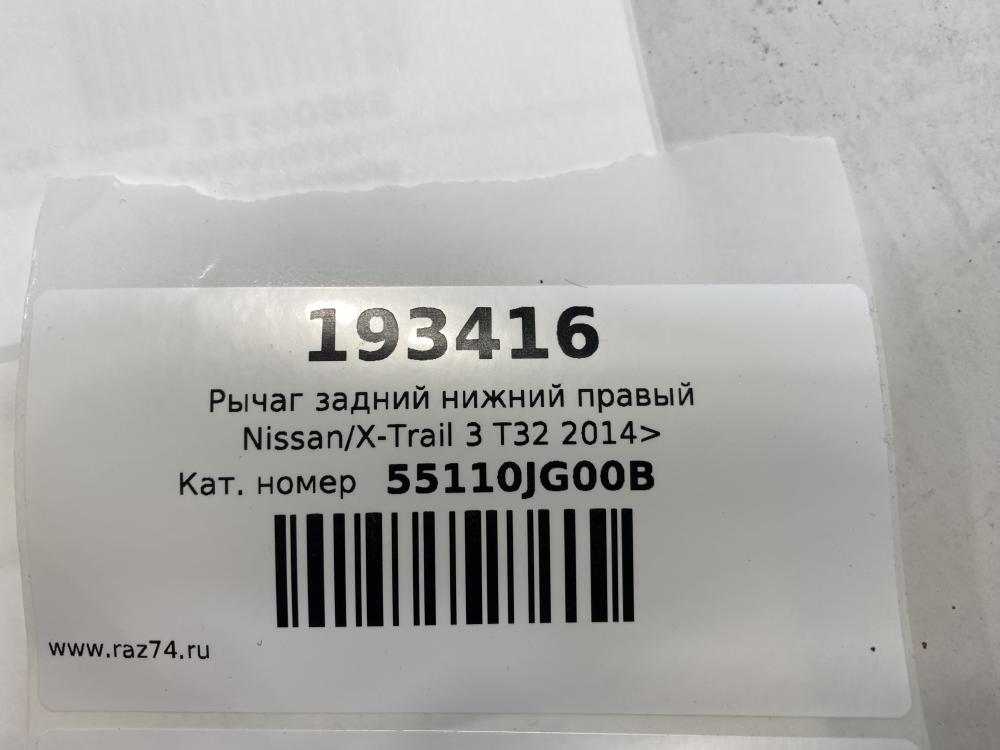 193416
Рычаг задний нижний правый
Nissan/X-Trail 3 T32 2014>
Кат. номер 55110JG00B
www.raz74.ru